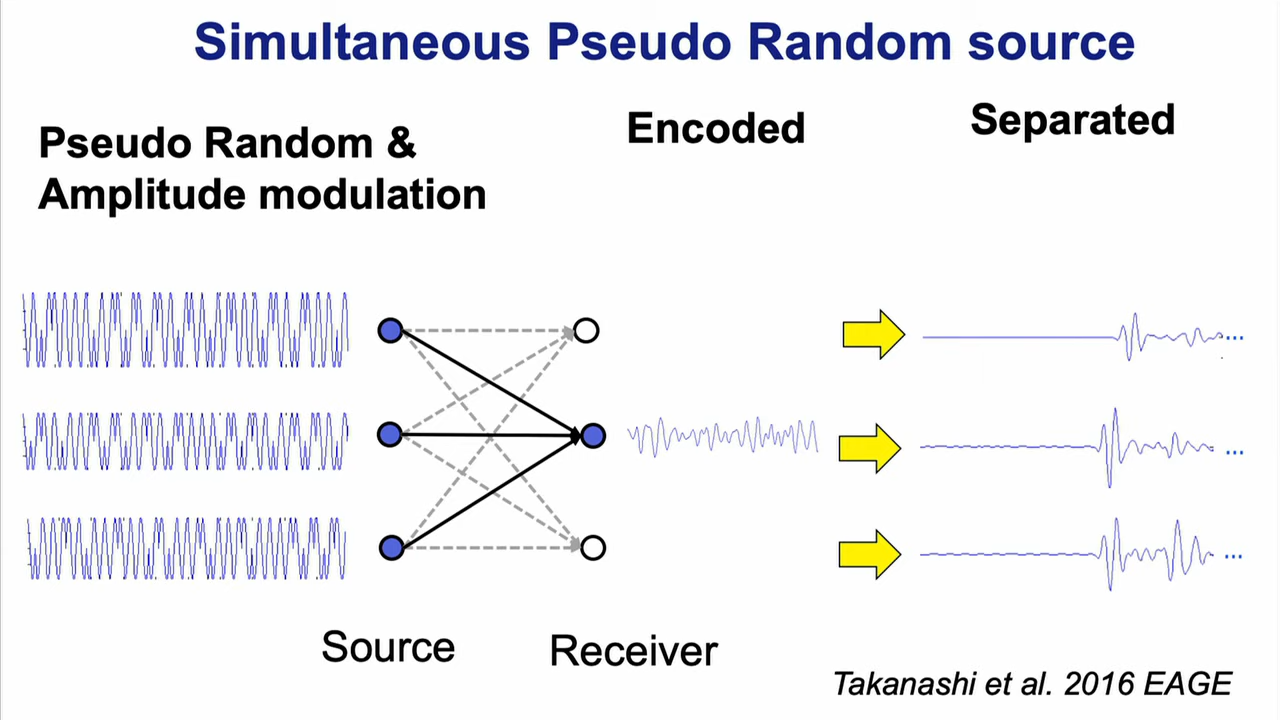 Simultaneous Pseudo Random source
Pseudo Random &
Amplitude modulation
Encoded
Separated
Source
Receiver
Takanashi et al. 2016 EAGE